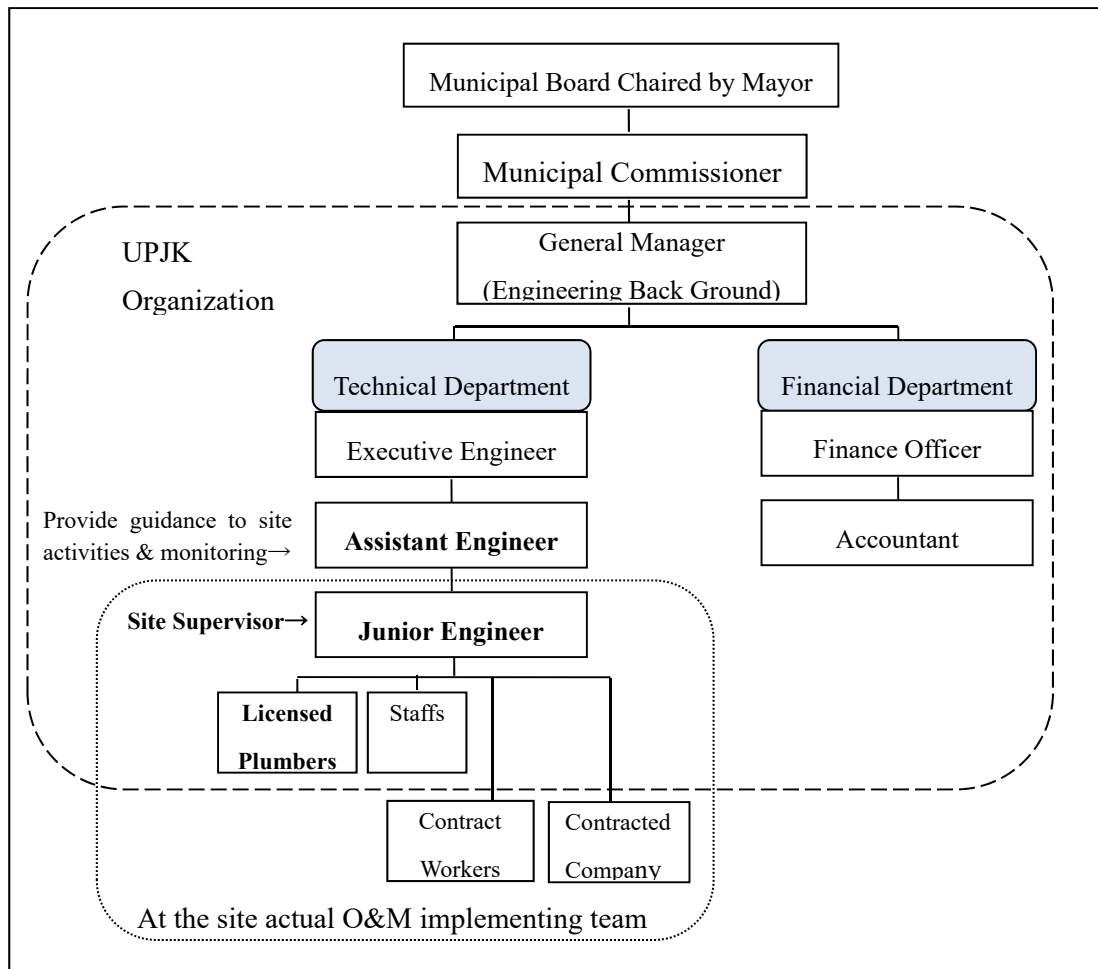 Municipal Board Chaired by Mayor
Municipal Commissioner
UPJK
Organization
General Manager
(Engineering Back Ground)
Technical Department
Financial Department
Executive Engineer
Finance Officer
Provide guidance to site
activities & monitoring→
Assistant Engineer
Accountant
Site Supervisor→
Junior Engineer
Licensed
Plumbers
Staffs
Contract
Workers
Contracted
Company
At the site actual O&M implementing team